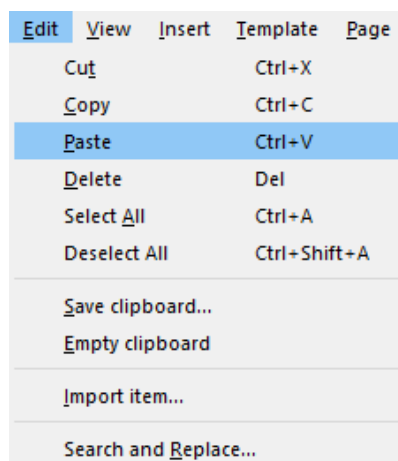 Edit View Insert Template Page
Cut Ctrl+X
Copy Ctrl+C
Paste Ctrl+V
Delete Del
Select All Ctrl+A
Deselect All Ctrl+Shift+A
Save clipboard...
Empty clipboard
Import item...
Search and Replace...